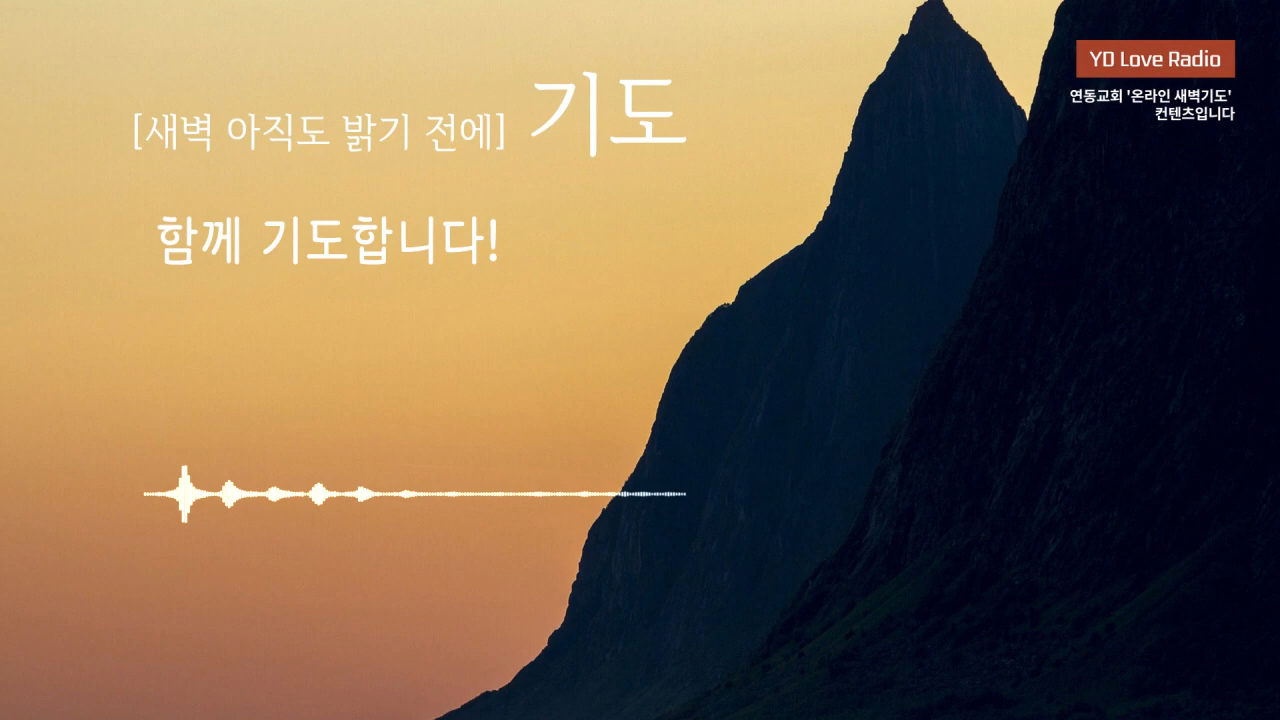 [새벽 아직도 밝기 전에] 기도
함께 기도합니다!
YD Love Radio
연동교회 '온라인 새벽기도'
컨텐츠입니다